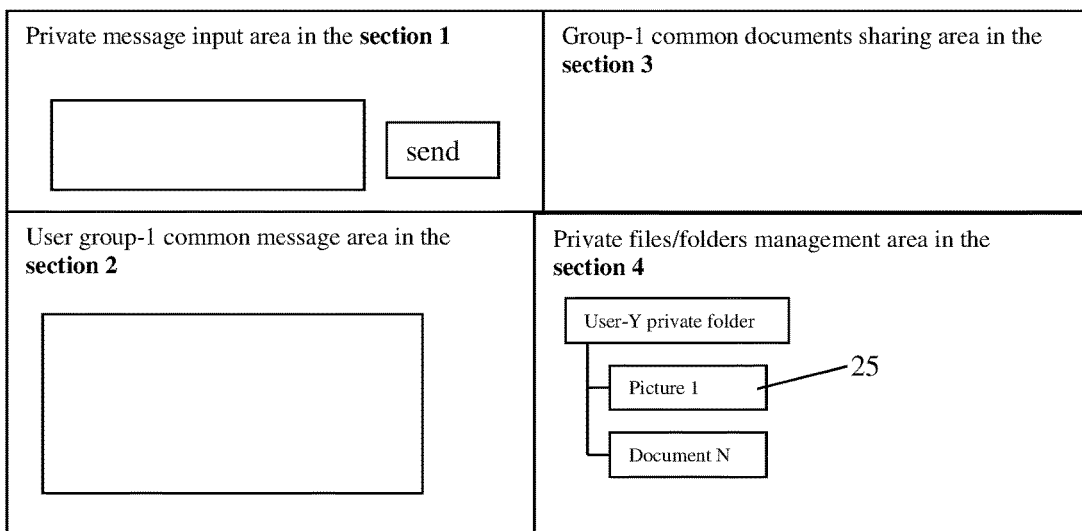 Private message input area in the section 1
send
Group-1 common documents sharing area in the
section 3
User group-1 common message area in the
section 2
Private files/folders management area in the
section 4
User-Y private folder
Picture 1
25
Document N